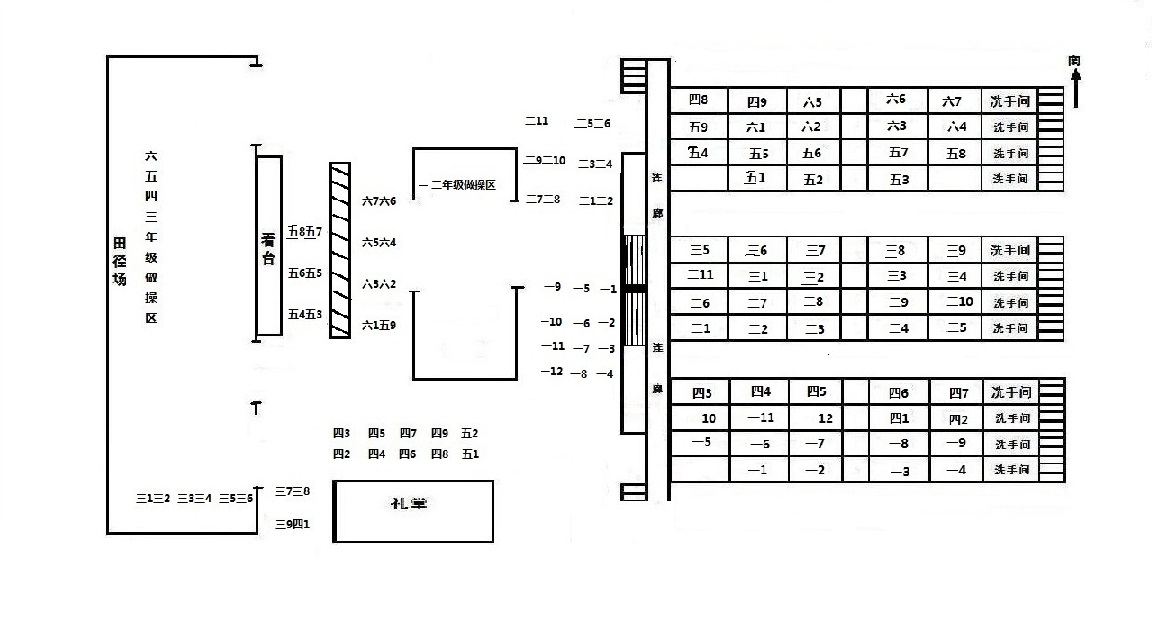 南
四8 四9 六5 六6 六7 洗手间
五9 六1 六2 六3 六4 洗手间
五4 五5 五6 五7 五8 洗手间
五1 五2 五3 洗手间
三5 三6 三7 三8 三9 洗手间
二11 三1 三2 三3 三4 洗手间
二6 二7 二8 二9 二10 洗手间
二1 二2 二3 二4 二5 洗手间
四3 四4 四5 四6 四7 洗手间
10 一11 12 四1 四2 洗手间
一5 一6 一7 一8 一9 洗手间
一1 一2 一3 一4 洗手间
连廊
连廊
二11 二5二6
二9二10 二3二4
二7二8 二1二2
一9 一5 一1
一10 一6 一2
一11 一7 一3
一12 一8 一4
一二年级做操区
六7六6
六5六4
六3六2
六1五9
看台
五8五7
五6五5
五4五3
田径场
六五四三年级做操区
四3 四5 四7 四9 五2
四2 四4 四6 四8 五1
礼堂
三1三2 三3三4 三5三6
三7三8
三9四1